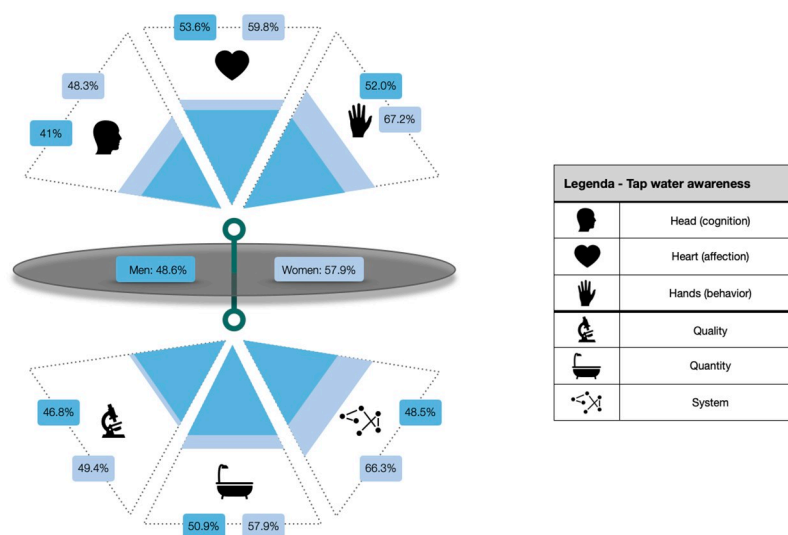 53.6% 59.8%
48.3% 52.0%
41% 67.2%
Men: 48.6% Women: 57.9%
46.8% 48.5%
49.4% 66.3%
50.9% 57.9%
Legenda - Tap water awareness
Head (cognition)
Heart (affection)
Hands (behavior)
Quality
Quantity
System